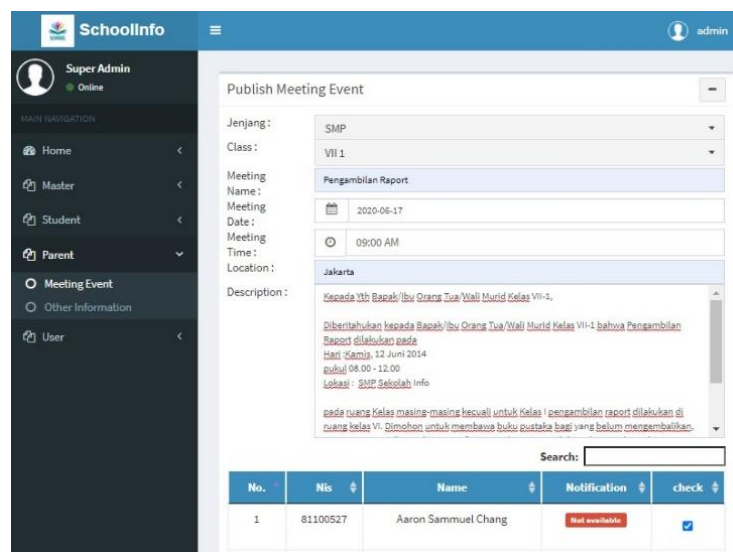 SchoolInfo
admin
Super Admin
Online
MAIN NAVIGATION
Home
Master
Student
Parent
Meeting Event
Other Information
User
Publish Meeting Event
Jenjang :
SMP
Class :
VII 1
Meeting Name :
Pengambilan Raport
Meeting Date :
2020-06-17
Meeting Time :
09:00 AM
Location :
Jakarta
Description :
Kepada Yth Bapak/Ibu Orang Tua/Wali Murid Kelas VII-1,
Diberitahukan kepada Bapak/Ibu Orang Tua/Wali Murid Kelas VII-1 bahwa Pengambilan
Raport dilakukan pada
Hari :Kamis, 12 Juni 2014
pukul 08.00 - 12.00
Lokasi : SMP Sekolah Info
pada ruang Kelas masing-masing kecuali untuk Kelas I pengambilan raport dilakukan di
ruang kelas VI. Dimohon untuk membawa buku pustaka bagi yang belum mengembalikan,
Search:
No. Nis Name Notification check
1 81100527 Aaron Sammuel Chang Not available